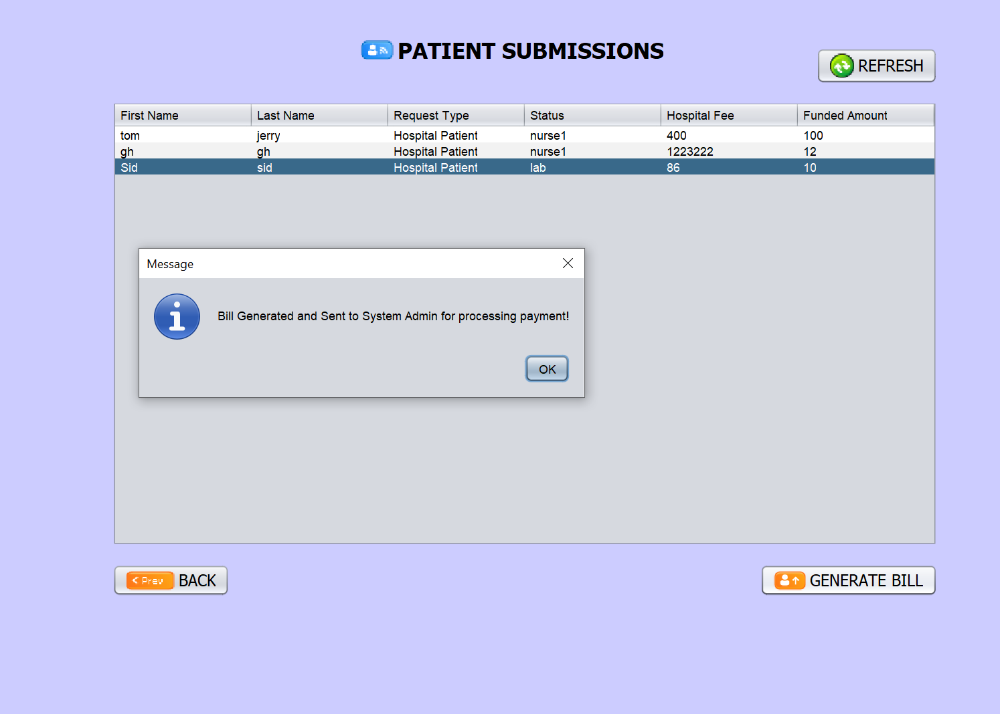 PATIENT SUBMISSIONS
REFRESH
First Name Last Name Request Type Status Hospital Fee Funded Amount
tom jerry Hospital Patient nurse1 400 100
gh gh Hospital Patient nurse1 1223222 12
Sid sid Hospital Patient lab 86 10
Message
Bill Generated and Sent to System Admin for processing payment!
OK
< Prev BACK
GENERATE BILL